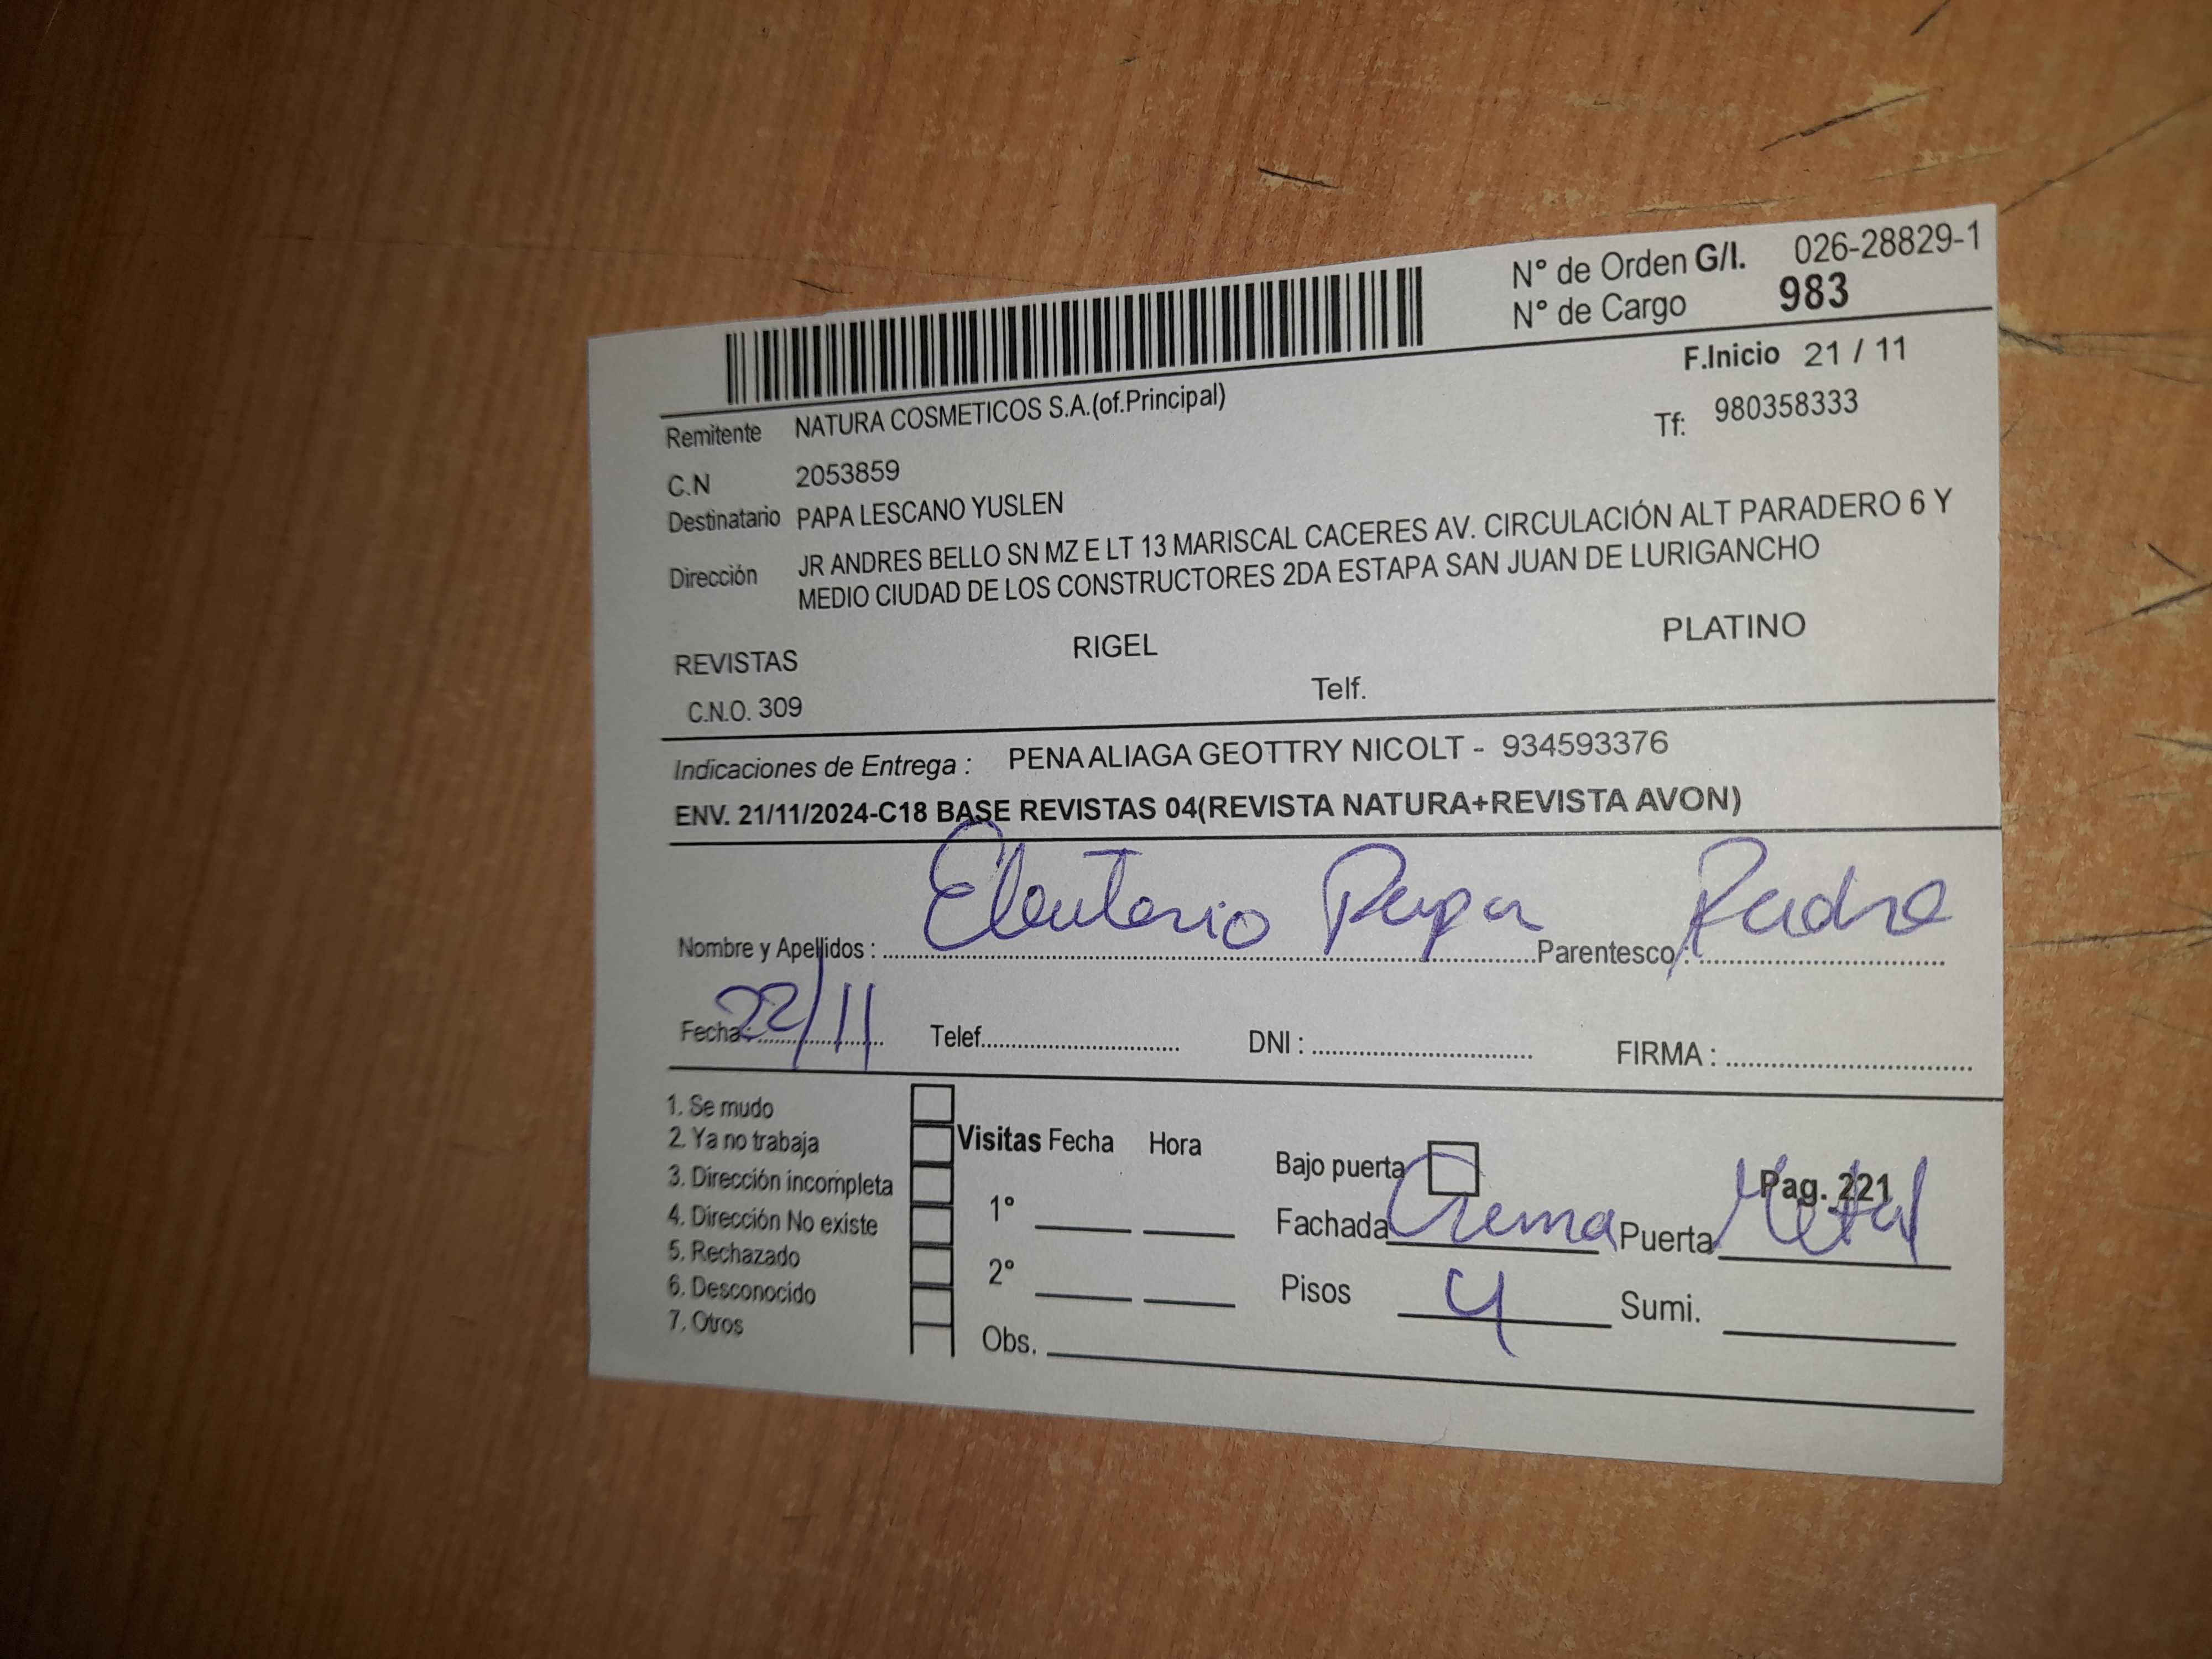 N° de Orden G/I. 026-28829-1
N° de Cargo 983
F.Inicio 21 / 11
Remitente NATURA COSMETICOS S.A.(of.Principal)
Tf: 980358333
C.N 2053859
Destinatario PAPA LESCANO YUSLEN
Dirección JR ANDRES BELLO SN MZ E LT 13 MARISCAL CACERES AV. CIRCULACIÓN ALT PARADERO 6 Y
MEDIO CIUDAD DE LOS CONSTRUCTORES 2DA ESTAPA SAN JUAN DE LURIGANCHO
REVISTAS RIGEL PLATINO
C.N.O. 309 Telf.
Indicaciones de Entrega : PENA ALIAGA GEOTTRY NICOLT - 934593376
ENV. 21/11/2024-C18 BASE REVISTAS 04(REVISTA NATURA+REVISTA AVON)
Nombre y Apellidos : Eleuterio Papa Parentesco : Padre
Fecha : 22/11 Telef. DNI : FIRMA :
1. Se mudo
2. Ya no trabaja
3. Dirección incompleta
4. Dirección No existe
5. Rechazado
6. Desconocido
7. Otros
Visitas Fecha Hora
1°
2°
Obs.
Bajo puerta Pag. 221
Fachada Crema Puerta Metal
Pisos 4 Sumi.